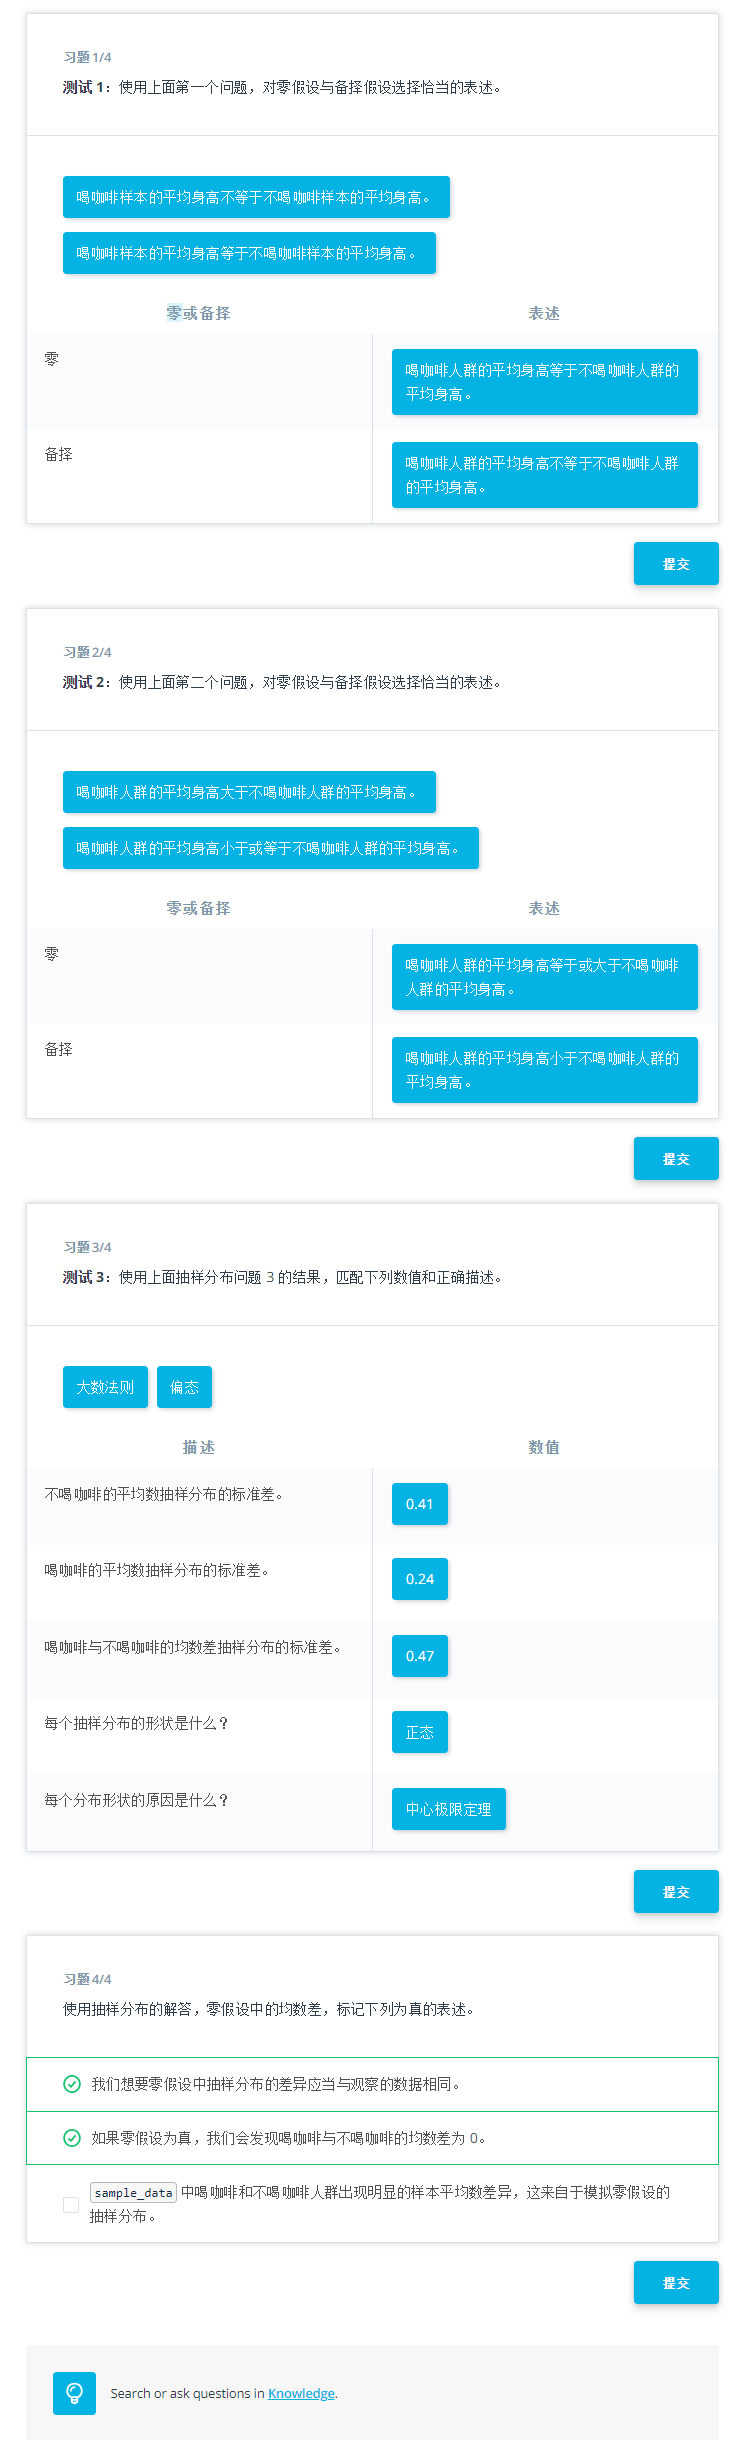 习题 1/4
测试 1：使用上面第一个问题，对零假设与备择假设选择恰当的表述。
喝咖啡样本的平均身高不等于不喝咖啡样本的平均身高。
喝咖啡样本的平均身高等于不喝咖啡样本的平均身高。
零或备择 表述
零
喝咖啡人群的平均身高等于不喝咖啡人群的
平均身高。
备择
喝咖啡人群的平均身高不等于不喝咖啡人群
的平均身高。
提交
习题 2/4
测试 2：使用上面第二个问题，对零假设与备择假设选择恰当的表述。
喝咖啡人群的平均身高大于不喝咖啡人群的平均身高。
喝咖啡人群的平均身高小于或等于不喝咖啡人群的平均身高。
零或备择 表述
零
喝咖啡人群的平均身高等于或大于不喝咖啡
人群的平均身高。
备择
喝咖啡人群的平均身高小于不喝咖啡人群的
平均身高。
提交
习题 3/4
测试 3：使用上面抽样分布问题 3 的结果，匹配下列数值和正确描述。
大数法则 偏态
描述 数值
不喝咖啡的平均数抽样分布的标准差。 0.41
喝咖啡的平均数抽样分布的标准差。 0.24
喝咖啡与不喝咖啡的均数差抽样分布的标准差。 0.47
每个抽样分布的形状是什么？ 正态
每个分布形状的原因是什么？ 中心极限定理
提交
习题 4/4
使用抽样分布的解答，零假设中的均数差，标记下列为真的表述。
我们想要零假设中抽样分布的差异应当与观察的数据相同。
如果零假设为真，我们会发现喝咖啡与不喝咖啡的均数差为 0。
sample_data 中喝咖啡和不喝咖啡人群出现明显的样本平均数差异，这来自于模拟零假设的
抽样分布。
提交
Search or ask questions in Knowledge.